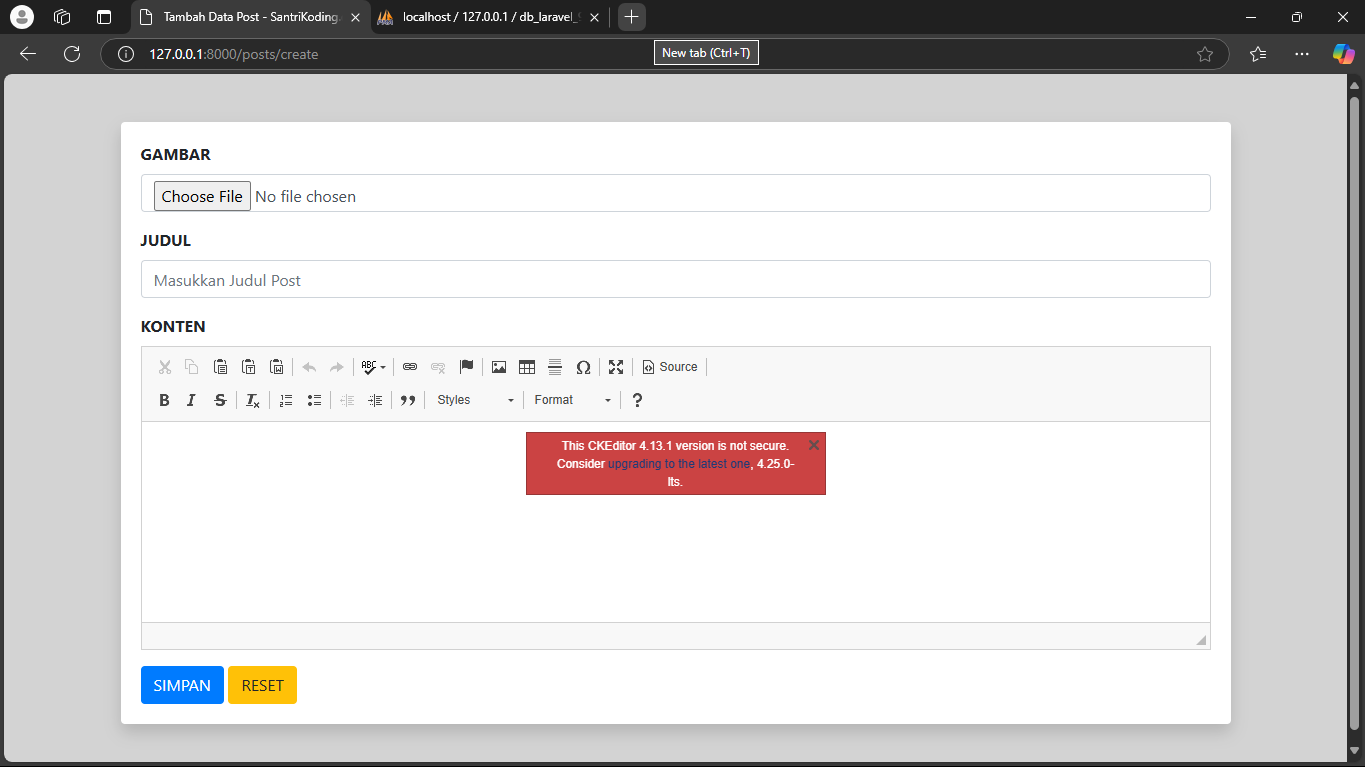 Tambah Data Post - SantriKoding.
localhost / 127.0.0.1 / db_laravel_
127.0.0.1:8000/posts/create
New tab (Ctrl+T)
GAMBAR
Choose File No file chosen
JUDUL
Masukkan Judul Post
KONTEN
ABC
Source
B I S Styles Format ?
This CKEditor 4.13.1 version is not secure.
Consider upgrading to the latest one, 4.25.0-
lts.
SIMPAN RESET